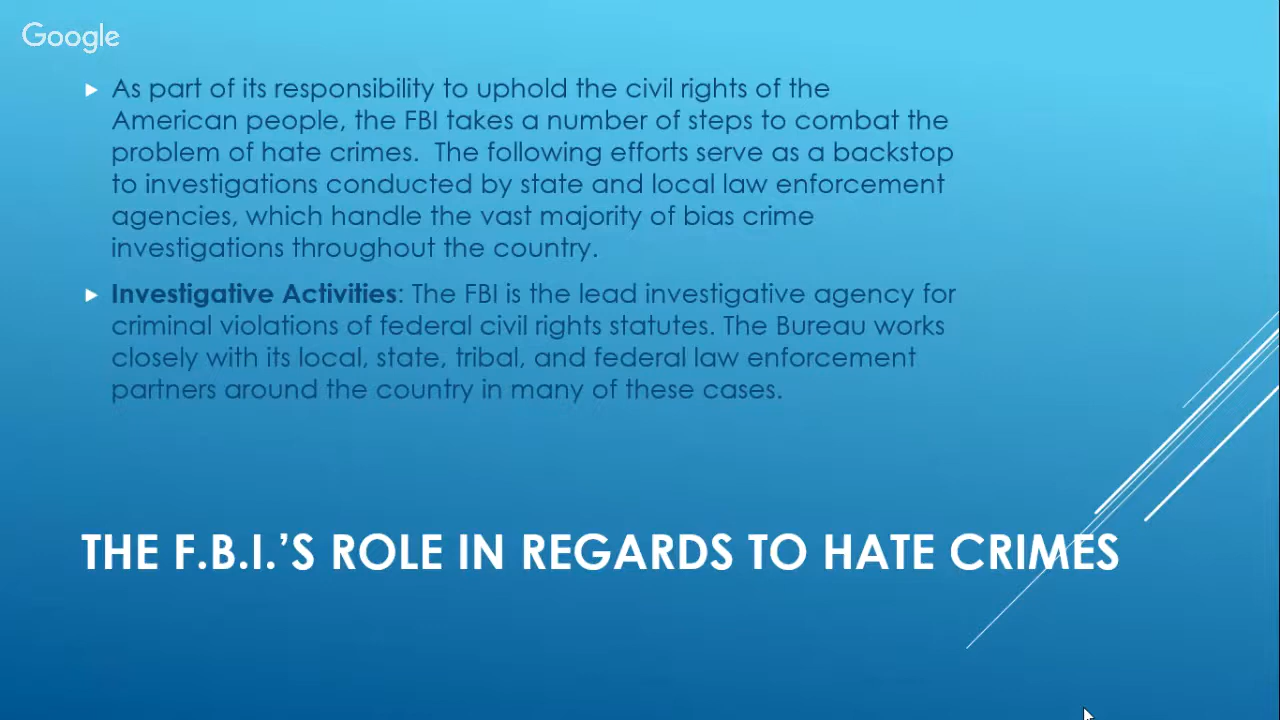 Google
As part of its responsibility to uphold the civil rights of the
American people, the FBI takes a number of steps to combat the
problem of hate crimes.  The following efforts serve as a backstop
to investigations conducted by state and local law enforcement
agencies, which handle the vast majority of bias crime
investigations throughout the country.
Investigative Activities: The FBI is the lead investigative agency for
criminal violations of federal civil rights statutes. The Bureau works
closely with its local, state, tribal, and federal law enforcement
partners around the country in many of these cases.
THE F.B.I.’S ROLE IN REGARDS TO HATE CRIMES